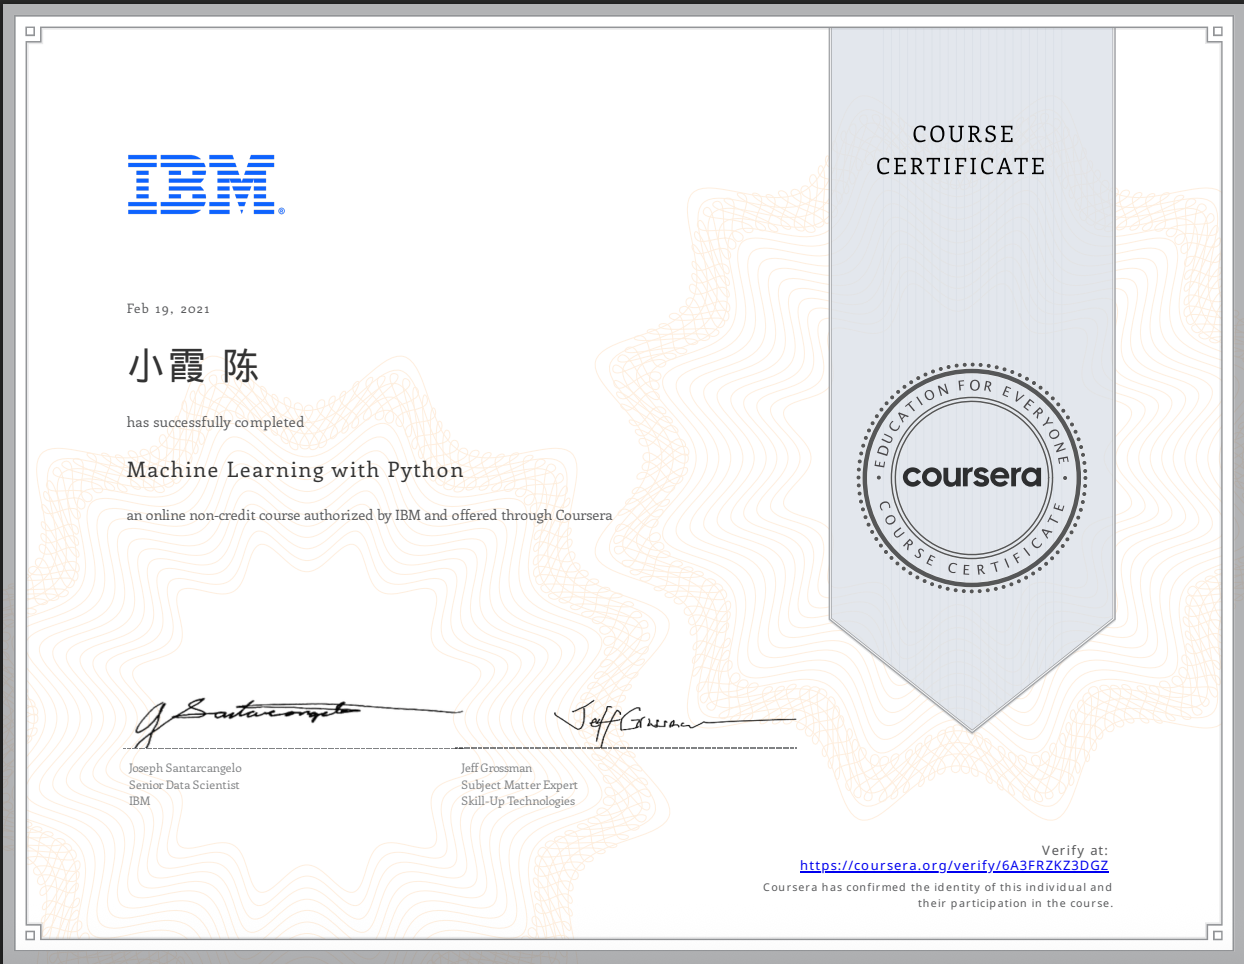 IBM®
COURSE
CERTIFICATE
Feb 19, 2021
小霞 陈
has successfully completed
Machine Learning with Python
an online non-credit course authorized by IBM and offered through Coursera
EDUCATION FOR EVERYONE
coursera
COURSE CERTIFICATE
J Santarcangelo
Jeff Grossman
Joseph Santarcangelo
Senior Data Scientist
IBM
Jeff Grossman
Subject Matter Expert
Skill-Up Technologies
Verify at:
https://coursera.org/verify/6A3FRZKZ3DGZ
Coursera has confirmed the identity of this individual and
their participation in the course.